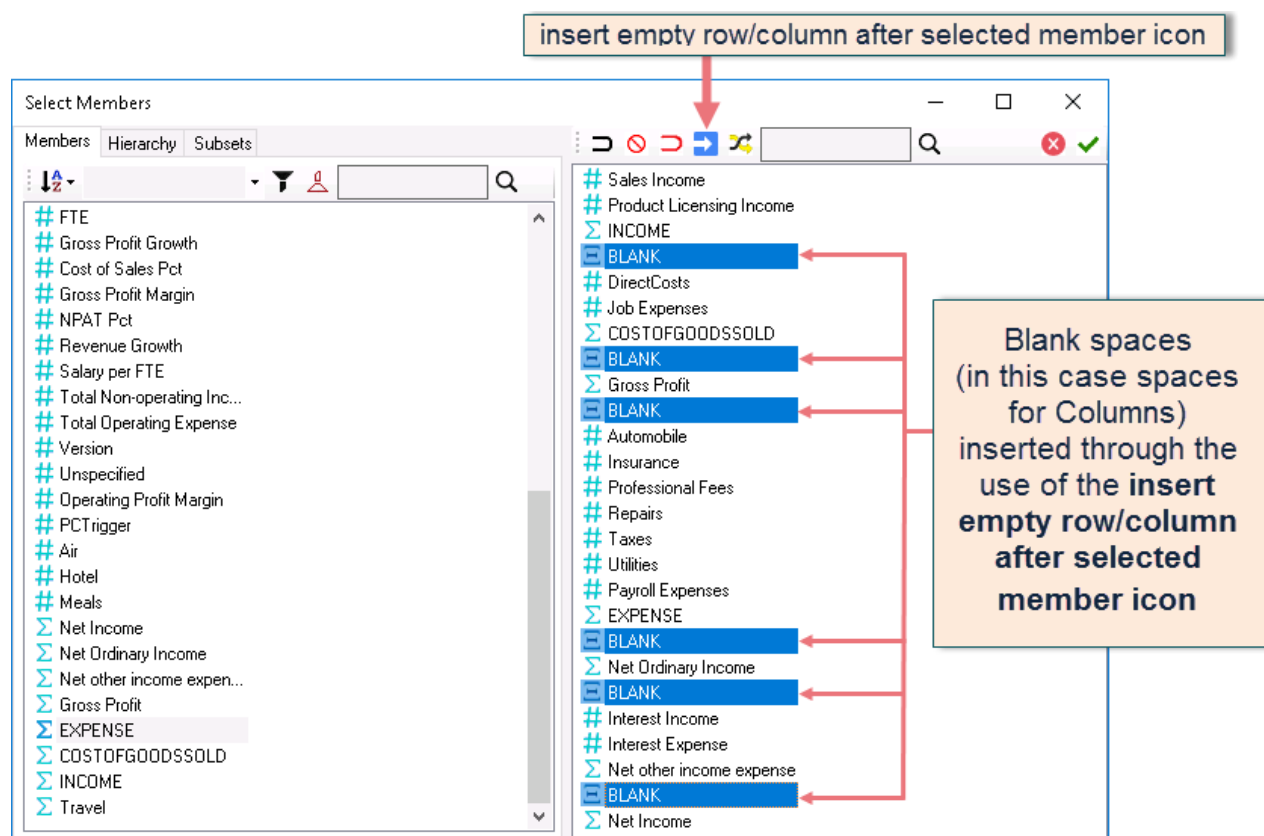 insert empty row/column after selected member icon
Select Members
Members Hierarchy Subsets
FTE
Gross Profit Growth
Cost of Sales Pct
Gross Profit Margin
NPAT Pct
Revenue Growth
Salary per FTE
Total Non-operating Inc...
Total Operating Expense
Version
Unspecified
Operating Profit Margin
PCTrigger
Air
Hotel
Meals
Net Income
Net Ordinary Income
Net other income expen...
Gross Profit
EXPENSE
COSTOFGOODSSOLD
INCOME
Travel
Sales Income
Product Licensing Income
INCOME
BLANK
DirectCosts
Job Expenses
COSTOFGOODSSOLD
BLANK
Gross Profit
BLANK
Automobile
Insurance
Professional Fees
Repairs
Taxes
Utilities
Payroll Expenses
EXPENSE
BLANK
Net Ordinary Income
BLANK
Interest Income
Interest Expense
Net other income expense
BLANK
Net Income
Blank spaces
(in this case spaces
for Columns)
inserted through the
use of the insert
empty row/column
after selected
member icon